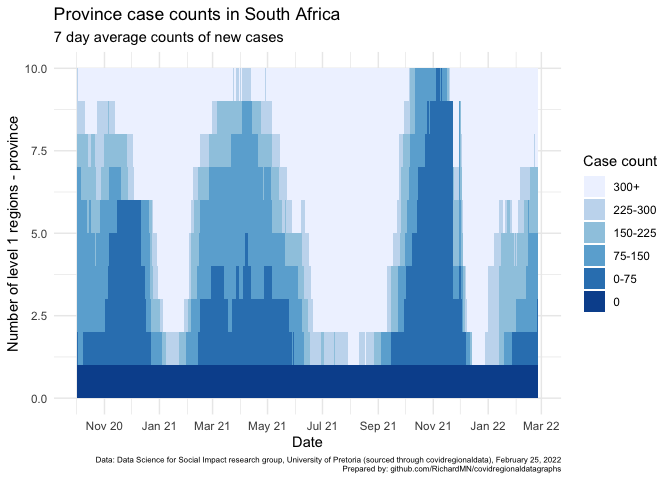 Province case counts in South Africa
7 day average counts of new cases
10.0
7.5
5.0
2.5
0.0
Number of level 1 regions - province
Nov 20
Jan 21
Mar 21
May 21
Jul 21
Sep 21
Nov 21
Jan 22
Mar 22
Date
Case count
300+
225-300
150-225
75-150
0-75
0
Data: Data Science for Social Impact research group, University of Pretoria (sourced through covidregionaldata), February 25, 2022
Prepared by: github.com/RichardMN/covidregionaldatagraphs